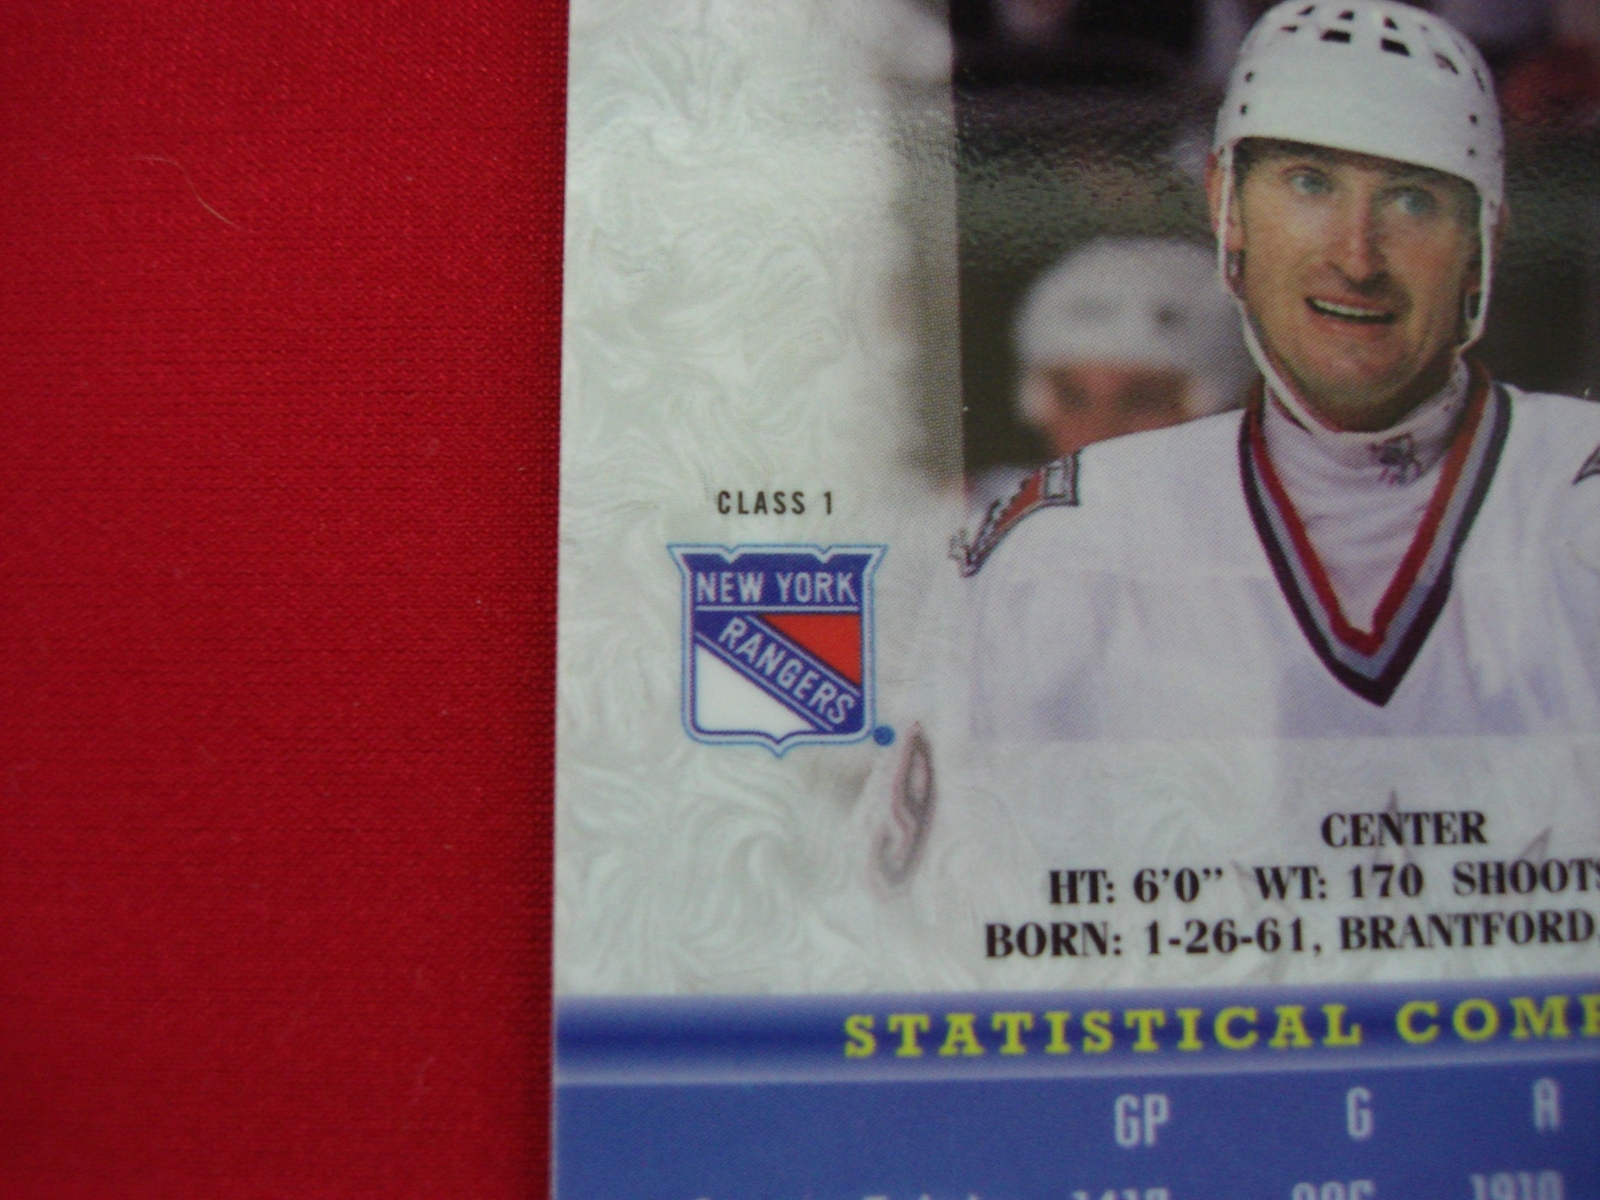 CLASS 1
NEW YORK
RANGERS
CENTER
HT: 6'0" WT: 170 SHOOTS
BORN: 1-26-61, BRANTFORD,
STATISTICAL COMP
GP G A